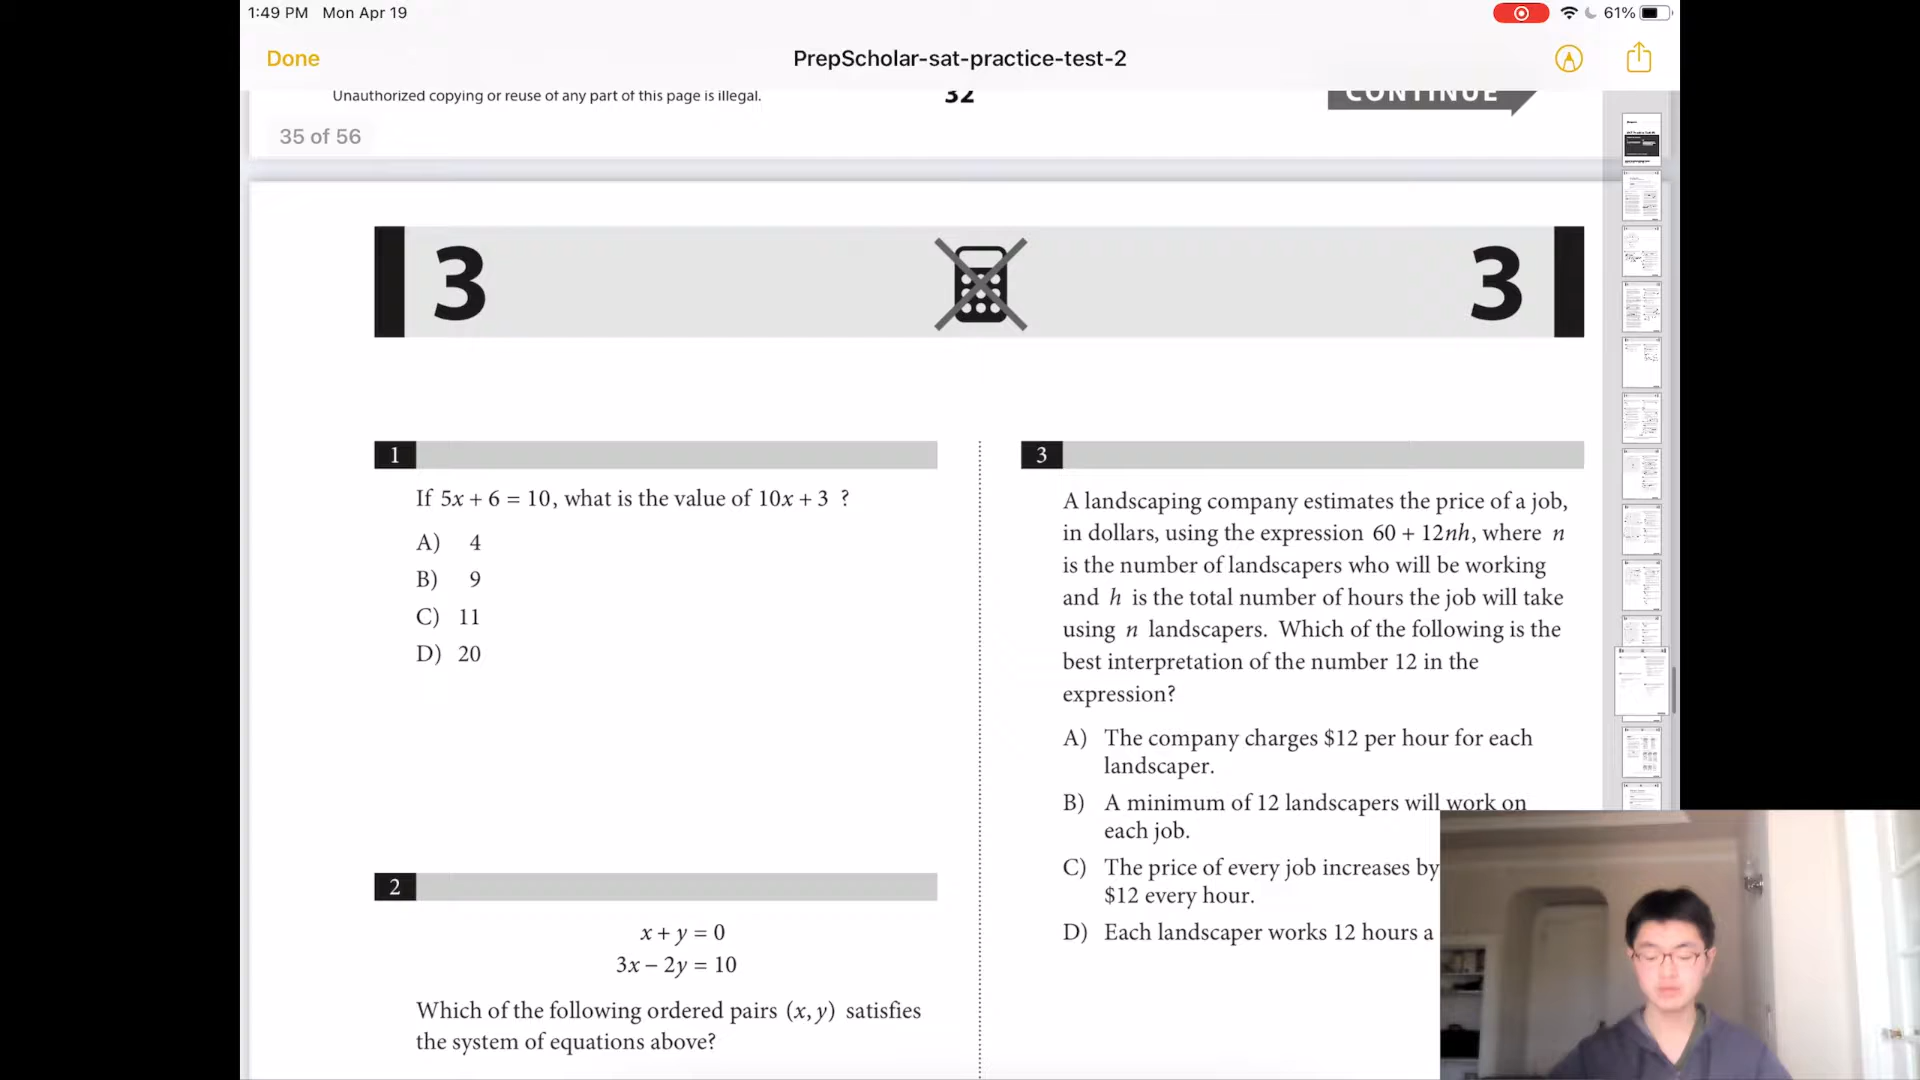 1:49 PM Mon Apr 19
61%
Done
PrepScholar-sat-practice-test-2
Unauthorized copying or reuse of any part of this page is illegal.
32
CONTINUE
35 of 56
3
3
1
If 5x + 6 = 10, what is the value of 10x + 3 ?
A) 4
B) 9
C) 11
D) 20
2
x + y = 0
3x − 2y = 10
Which of the following ordered pairs (x, y) satisfies
the system of equations above?
3
A landscaping company estimates the price of a job,
in dollars, using the expression 60 + 12nh, where n
is the number of landscapers who will be working
and h is the total number of hours the job will take
using n landscapers. Which of the following is the
best interpretation of the number 12 in the
expression?
A) The company charges $12 per hour for each
landscaper.
B) A minimum of 12 landscapers will work on
each job.
C) The price of every job increases by
$12 every hour.
D) Each landscaper works 12 hours a